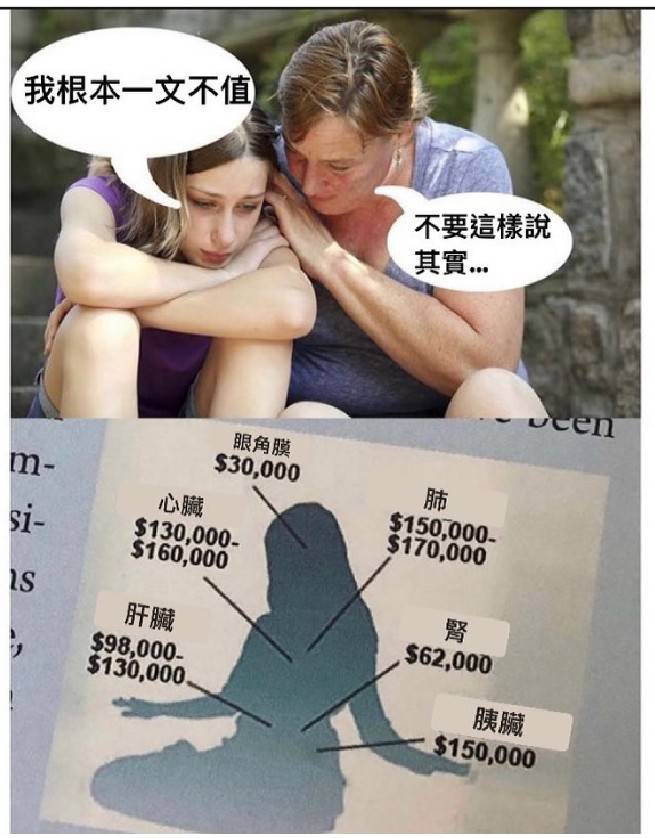 我根本一文不值
不要這樣說
其實...
been
m-
si-
眼角膜
$30,000
心臟
$130,000-
$160,000
肺
$150,000-
$170,000
肝臟
$98,000-
$130,000
腎
$62,000
胰臟
$150,000